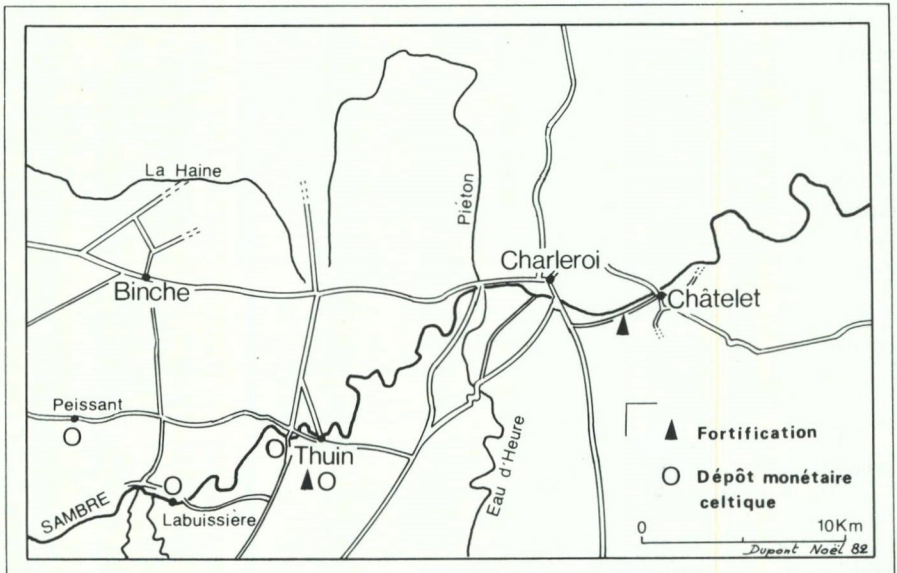 La Haine
Piéton
Charleroi
Binche
Châtelet
Peissant
Thuin
Eau d'Heure
SAMBRE
Labuissière
Fortification
Dépôt monétaire
celtique
0 10Km
Dupont Noël 82